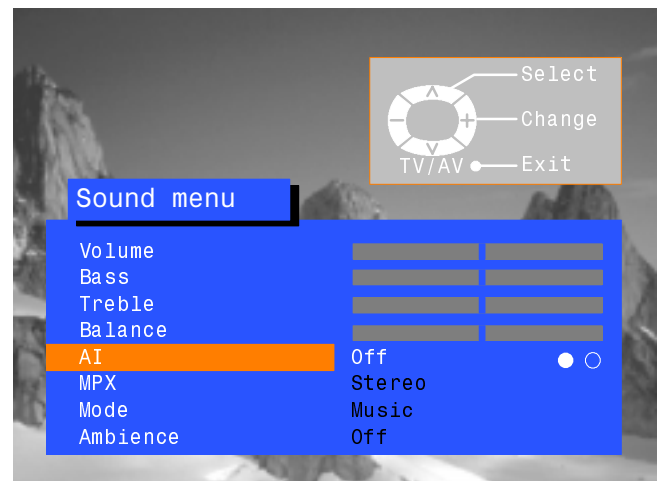 Select
Change
TV/AV Exit
Sound menu
Volume
Bass
Treble
Balance
AI Off
MPX Stereo
Mode Music
Ambience Off